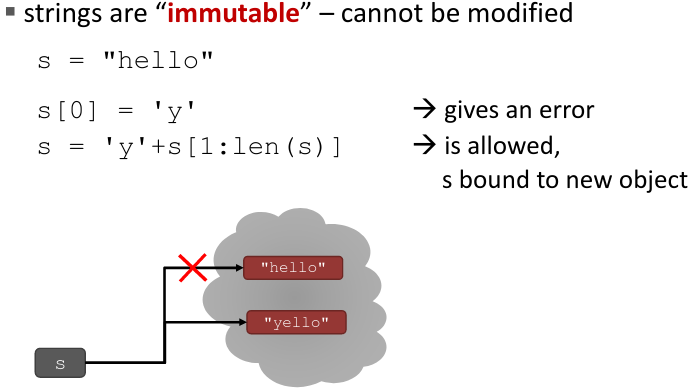 ▪ strings are “immutable” – cannot be modified
s = "hello"
s[0] = 'y' → gives an error
s = 'y'+s[1:len(s)] → is allowed,
s bound to new object
"hello"
"yello"
s